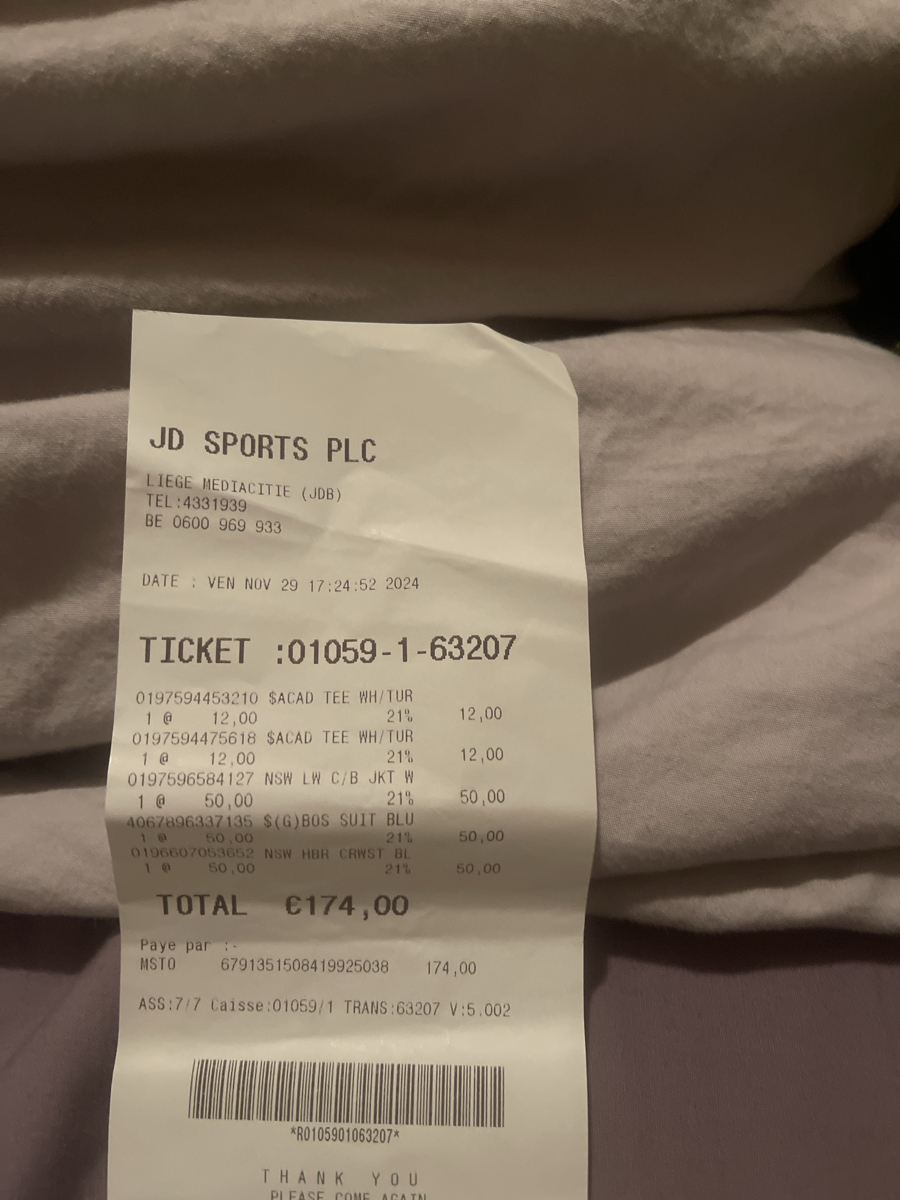 JD SPORTS PLC
LIEGE MEDIACITIE (JDB)
TEL:4331939
BE 0600 969 933
DATE : VEN NOV 29 17:24:52 2024
TICKET :01059-1-63207
0197594453210 $ACAD TEE WH/TUR
1 @ 12,00 21% 12,00
0197594475618 $ACAD TEE WH/TUR
1 @ 12,00 21% 12,00
0197596584127 NSW LW C/B JKT W
1 @ 50,00 21% 50,00
4067896337135 $(G)BOS SUIT BLU
1 @ 50,00 21% 50,00
0196607053652 NSW HBR CRWST BL
1 @ 50,00 21% 50,00
TOTAL €174,00
Paye par :-
MSTO 6791351508419925038 174,00
ASS:7/7 Caisse:01059/1 TRANS:63207 V:5.002
*R0105901063207*
THANK YOU
PLEASE COME AGAIN